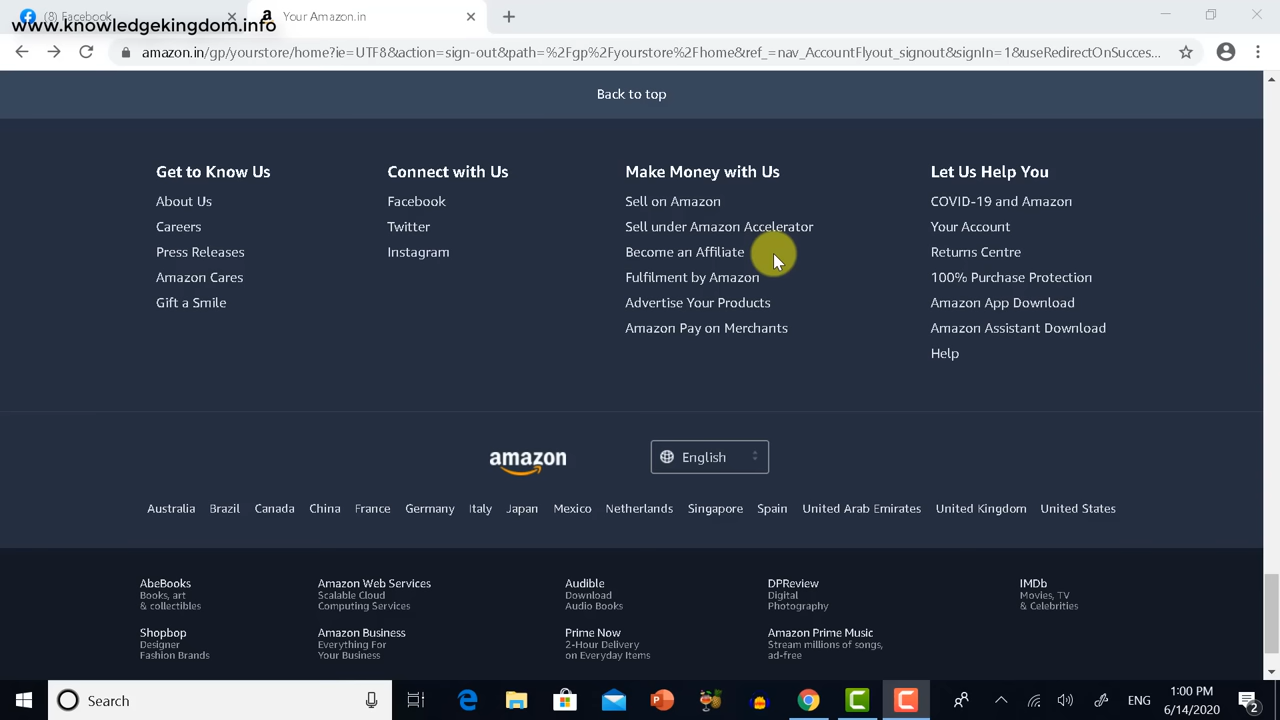 (8) Facebook
Your Amazon.in
www.knowledgekingdom.info
amazon.in/gp/yourstore/home?ie=UTF8&action=sign-out&path=%2Fgp%2Fyourstore%2Fhome&ref_=nav_AccountFlyout_signout&signIn=1&useRedirectOnSucces...
Back to top
Get to Know Us
About Us
Careers
Press Releases
Amazon Cares
Gift a Smile
Connect with Us
Facebook
Twitter
Instagram
Make Money with Us
Sell on Amazon
Sell under Amazon Accelerator
Become an Affiliate
Fulfilment by Amazon
Advertise Your Products
Amazon Pay on Merchants
Let Us Help You
COVID-19 and Amazon
Your Account
Returns Centre
100% Purchase Protection
Amazon App Download
Amazon Assistant Download
Help
amazon
English
Australia Brazil Canada China France Germany Italy Japan Mexico Netherlands Singapore Spain United Arab Emirates United Kingdom United States
AbeBooks
Books, art
& collectibles
Amazon Web Services
Scalable Cloud
Computing Services
Audible
Download
Audio Books
DPReview
Digital
Photography
IMDb
Movies, TV
& Celebrities
Shopbop
Designer
Fashion Brands
Amazon Business
Everything For
Your Business
Prime Now
2-Hour Delivery
on Everyday Items
Amazon Prime Music
Stream millions of songs,
ad-free
Search
ENG
1:00 PM
6/14/2020
2